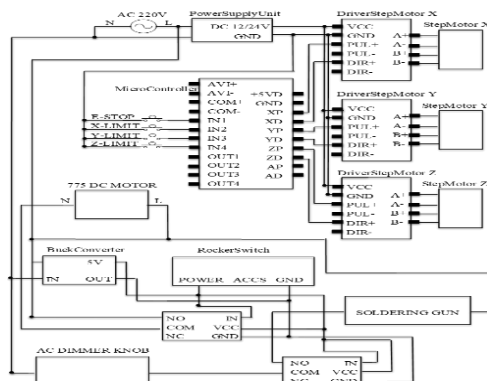 AC 220V
N L
PowerSupplyUnit
DC 12/24V
GND
DriverStepMotor X
VCC
GND A+
PUL+ A-
PUL- B+
DIR+ B-
DIR-
StepMotor X
MicroController
AVI+
AVI-
COM+
COM-
IN1
IN2
IN3
IN4
OUT1
OUT2
OUT3
OUT4
+5VD
GND
XP
XD
YP
YD
ZP
ZD
AP
AD
E-STOP
X-LIMIT
Y-LIMIT
Z-LIMIT
DriverStepMotor Y
VCC
GND A+
PUL+ A-
PUL- B+
DIR+ B-
DIR-
StepMotor Y
DriverStepMotor Z
VCC
GND A+
PUL+ A-
PUL- B+
DIR+ B-
DIR-
StepMotor Z
775 DC MOTOR
N L
BuckConverter
5V
IN OUT
RockerSwitch
POWER ACCS GND
NO IN
COM VCC
NC GND
SOLDERING GUN
AC DIMMER KNOB
NO IN
COM VCC
NC GND